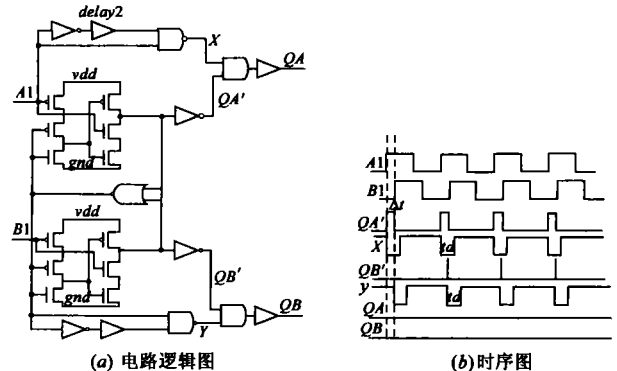 delay2
X
QA
vdd
A1
QA'
gnd
vdd
B1
QB'
gnd
QB
Y
(a) 电路逻辑图
A1
B1
Δt
QA'
X
td
QB'
y
td
QA
QB
(b)时序图